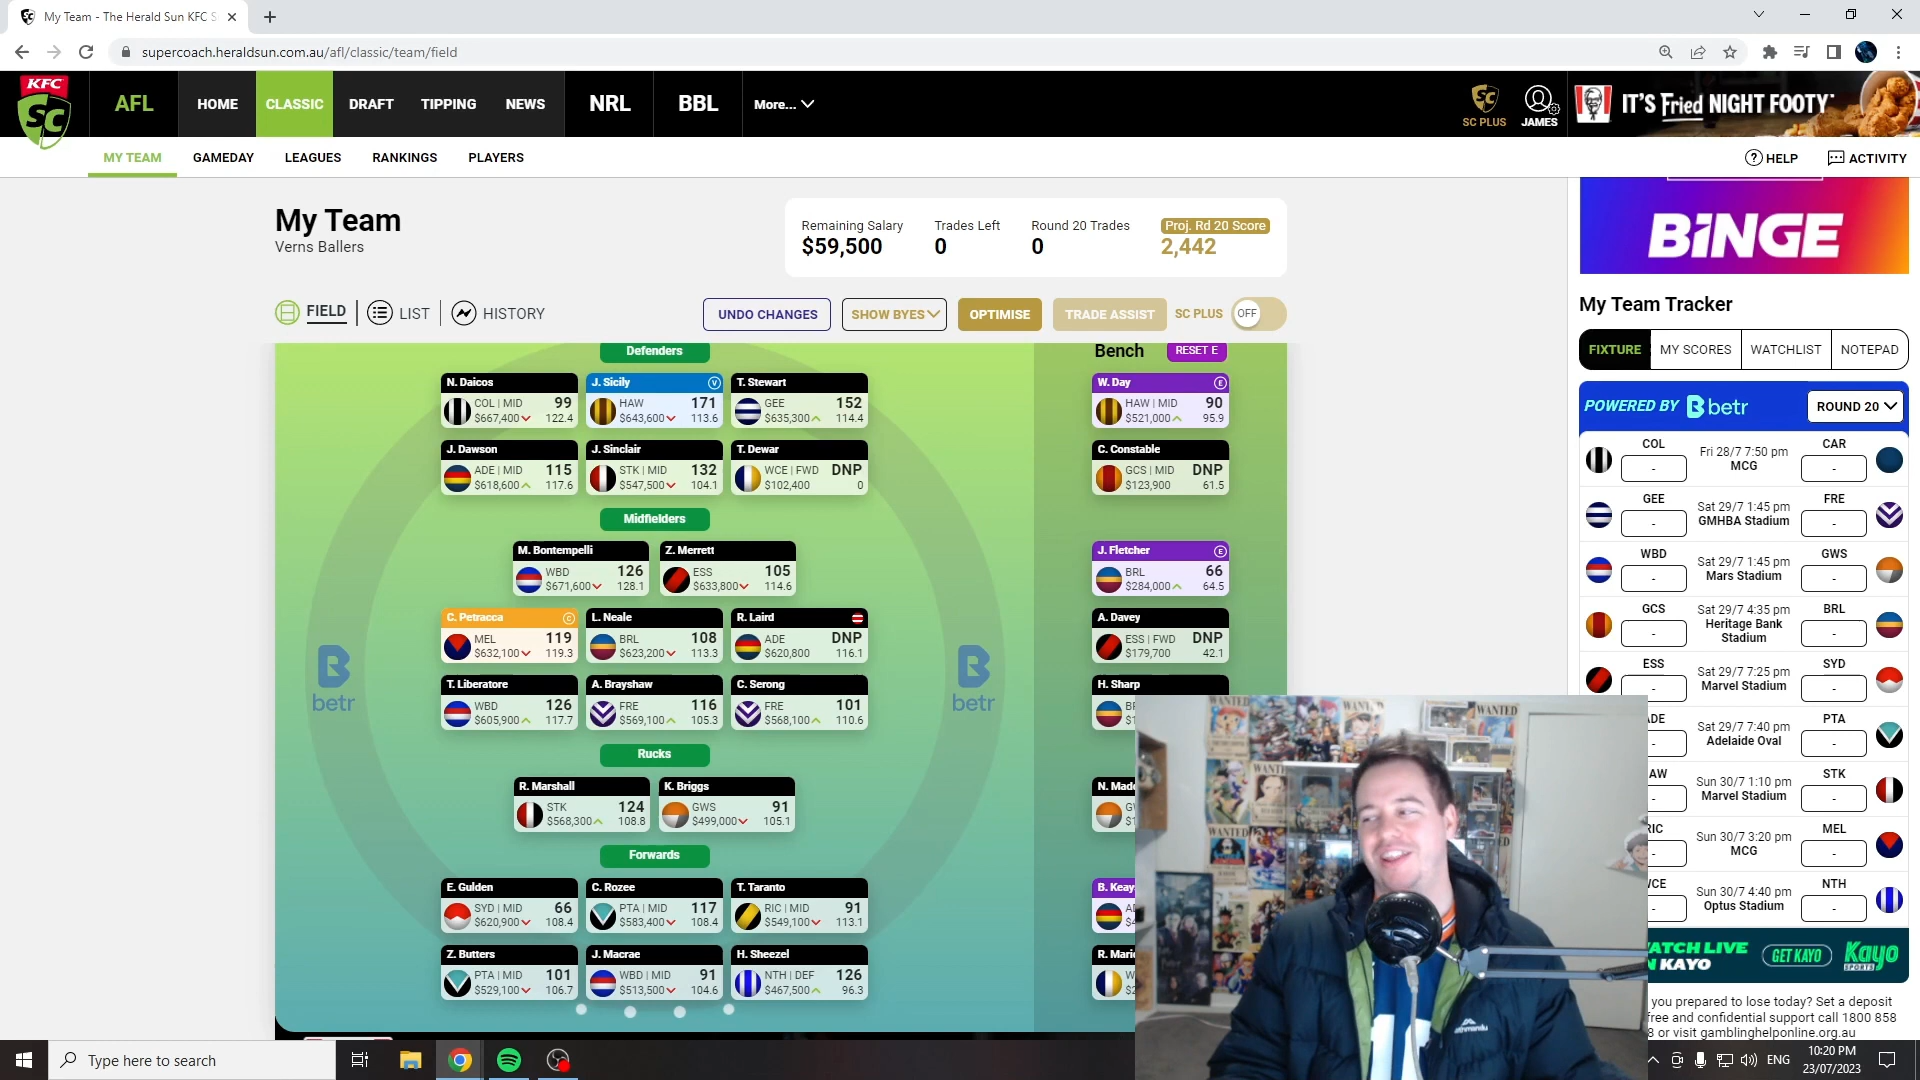 My Team - The Herald Sun KFC S
supercoach.heraldsun.com.au/afl/classic/team/field
KFC
SC
AFL
HOME
CLASSIC
DRAFT
TIPPING
NEWS
NRL
BBL
More...
SC PLUS
JAMES
KFC
IT'S Fried NIGHT FOOTY
MY TEAM
GAMEDAY
LEAGUES
RANKINGS
PLAYERS
HELP
ACTIVITY
My Team
Verns Ballers
Remaining Salary
$59,500
Trades Left
0
Round 20 Trades
0
Proj. Rd 20 Score
2,442
FIELD
LIST
HISTORY
UNDO CHANGES
SHOW BYES
OPTIMISE
TRADE ASSIST
SC PLUS
OFF
Defenders
N. Daicos
COL | MID 99
$667,400 122.4
J. Sicily V
HAW 171
$643,600 113.6
T. Stewart
GEE 152
$635,300 114.4
J. Dawson
ADE | MID 115
$618,600 117.6
J. Sinclair
STK | MID 132
$547,500 104.1
T. Dewar
WCE | FWD DNP
$102,400 0
Midfielders
M. Bontempelli
WBD 126
$671,600 128.1
Z. Merrett
ESS 105
$633,800 114.6
C. Petracca C
MEL 119
$632,100 119.3
L. Neale
BRL 108
$623,200 113.3
R. Laird
ADE DNP
$620,800 116.1
T. Liberatore
WBD 126
$605,900 117.7
A. Brayshaw
FRE 116
$569,100 105.3
C. Serong
FRE 101
$568,100 110.6
betr
betr
Rucks
R. Marshall
STK 124
$568,300 108.8
K. Briggs
GWS 91
$499,000 105.1
Forwards
E. Gulden
SYD | MID 66
$620,900 108.4
C. Rozee
PTA | MID 117
$583,400 108.4
T. Taranto
RIC | MID 91
$549,100 113.1
Z. Butters
PTA | MID 101
$529,100 106.7
J. Macrae
WBD | MID 91
$513,500 104.6
H. Sheezel
NTH | DEF 126
$467,500 96.3
Bench
RESET E
W. Day E
HAW | MID 90
$521,000 95.9
C. Constable
GCS | MID DNP
$123,900 61.5
J. Fletcher E
BRL 66
$284,000 64.5
A. Davey
ESS | FWD DNP
$179,700 42.1
H. Sharp
N. Mad
B. Keay
R. Mari
WANTED
WANTED
WANTED
BINGE
My Team Tracker
FIXTURE
MY SCORES
WATCHLIST
NOTEPAD
POWERED BY betr
ROUND 20
COL - Fri 28/7 7:50 pm MCG CAR -
GEE - Sat 29/7 1:45 pm GMHBA Stadium FRE -
WBD - Sat 29/7 1:45 pm Mars Stadium GWS -
GCS - Sat 29/7 4:35 pm Heritage Bank Stadium BRL -
ESS - Sat 29/7 7:25 pm Marvel Stadium SYD -
DE - Sat 29/7 7:40 pm Adelaide Oval PTA -
AW - Sun 30/7 1:10 pm Marvel Stadium STK -
RIC - Sun 30/7 3:20 pm MCG MEL -
CE - Sun 30/7 4:40 pm Optus Stadium NTH -
ATCH LIVE
N KAYO
GET KAYO
Kayo
SPORTS
you prepared to lose today? Set a deposit
free and confidential support call 1800 858
8 or visit gamblinghelponline.org.au
Type here to search
ENG
10:20 PM
23/07/2023